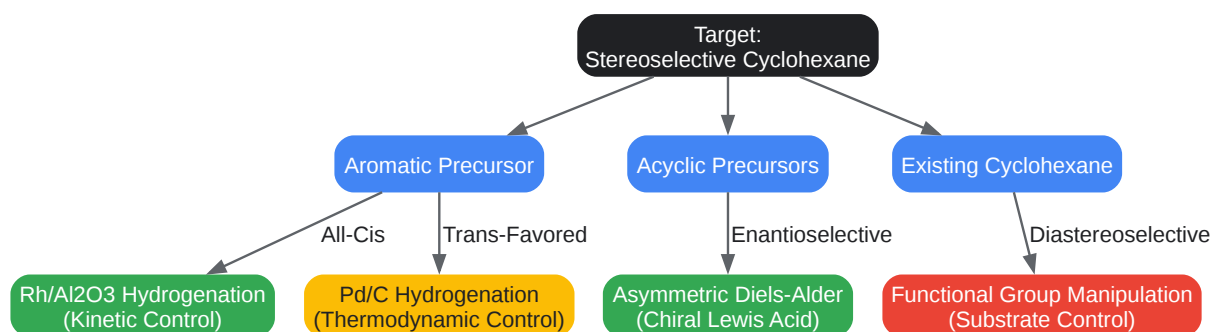 Target:
Stereoselective Cyclohexane
Aromatic Precursor
Acyclic Precursors
Existing Cyclohexane
All-Cis
Trans-Favored
Enantioselective
Diastereoselective
Rh/Al2O3 Hydrogenation
(Kinetic Control)
Pd/C Hydrogenation
(Thermodynamic Control)
Asymmetric Diels-Alder
(Chiral Lewis Acid)
Functional Group Manipulation
(Substrate Control)